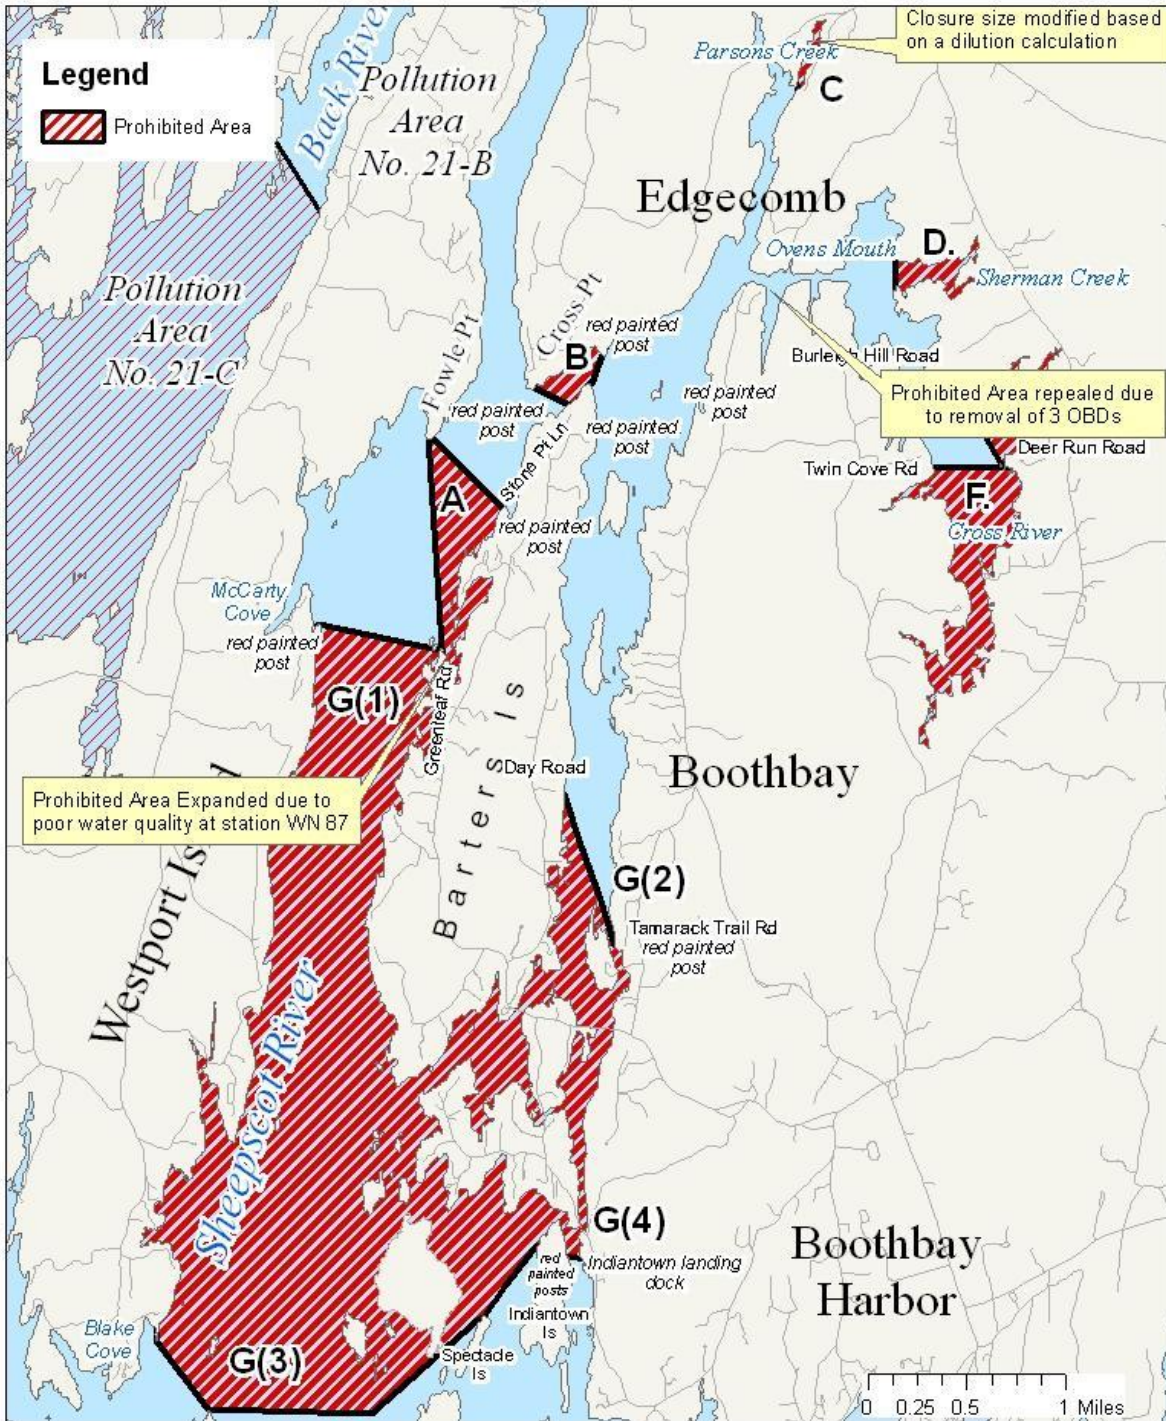 Closure size modified based
on a dilution calculation
Legend
Prohibited Area
Back River
Pollution
Area
No. 21-B
Parsons Creek
C
Edgecomb
Ovens Mouth
D.
Sherman Creek
Pollution
Area
No. 21-C
Fowle Pt
Cross Pt
red painted
post
B
Burleigh Hill Road
Prohibited Area repealed due
to removal of 3 OBDs
red painted
post
red painted
post
red painted
post
Stone Pt Ln
Deer Run Road
Twin Cove Rd
A
F.
Cross River
red painted
post
McCarty
Cove
red painted
post
G(1)
Greenleaf Rd
Barters Is
Day Road
Boothbay
Prohibited Area Expanded due to
poor water quality at station WN 87
Westport
G(2)
Tamarack Trail Rd
red painted
post
Sheepscot River
G(4)
Indiantown landing
dock
red
painted
posts
Indiantown
Is
Boothbay
Harbor
Blake
Cove
G(3)
Spectacle
Is
0 0.25 0.5 1 Miles